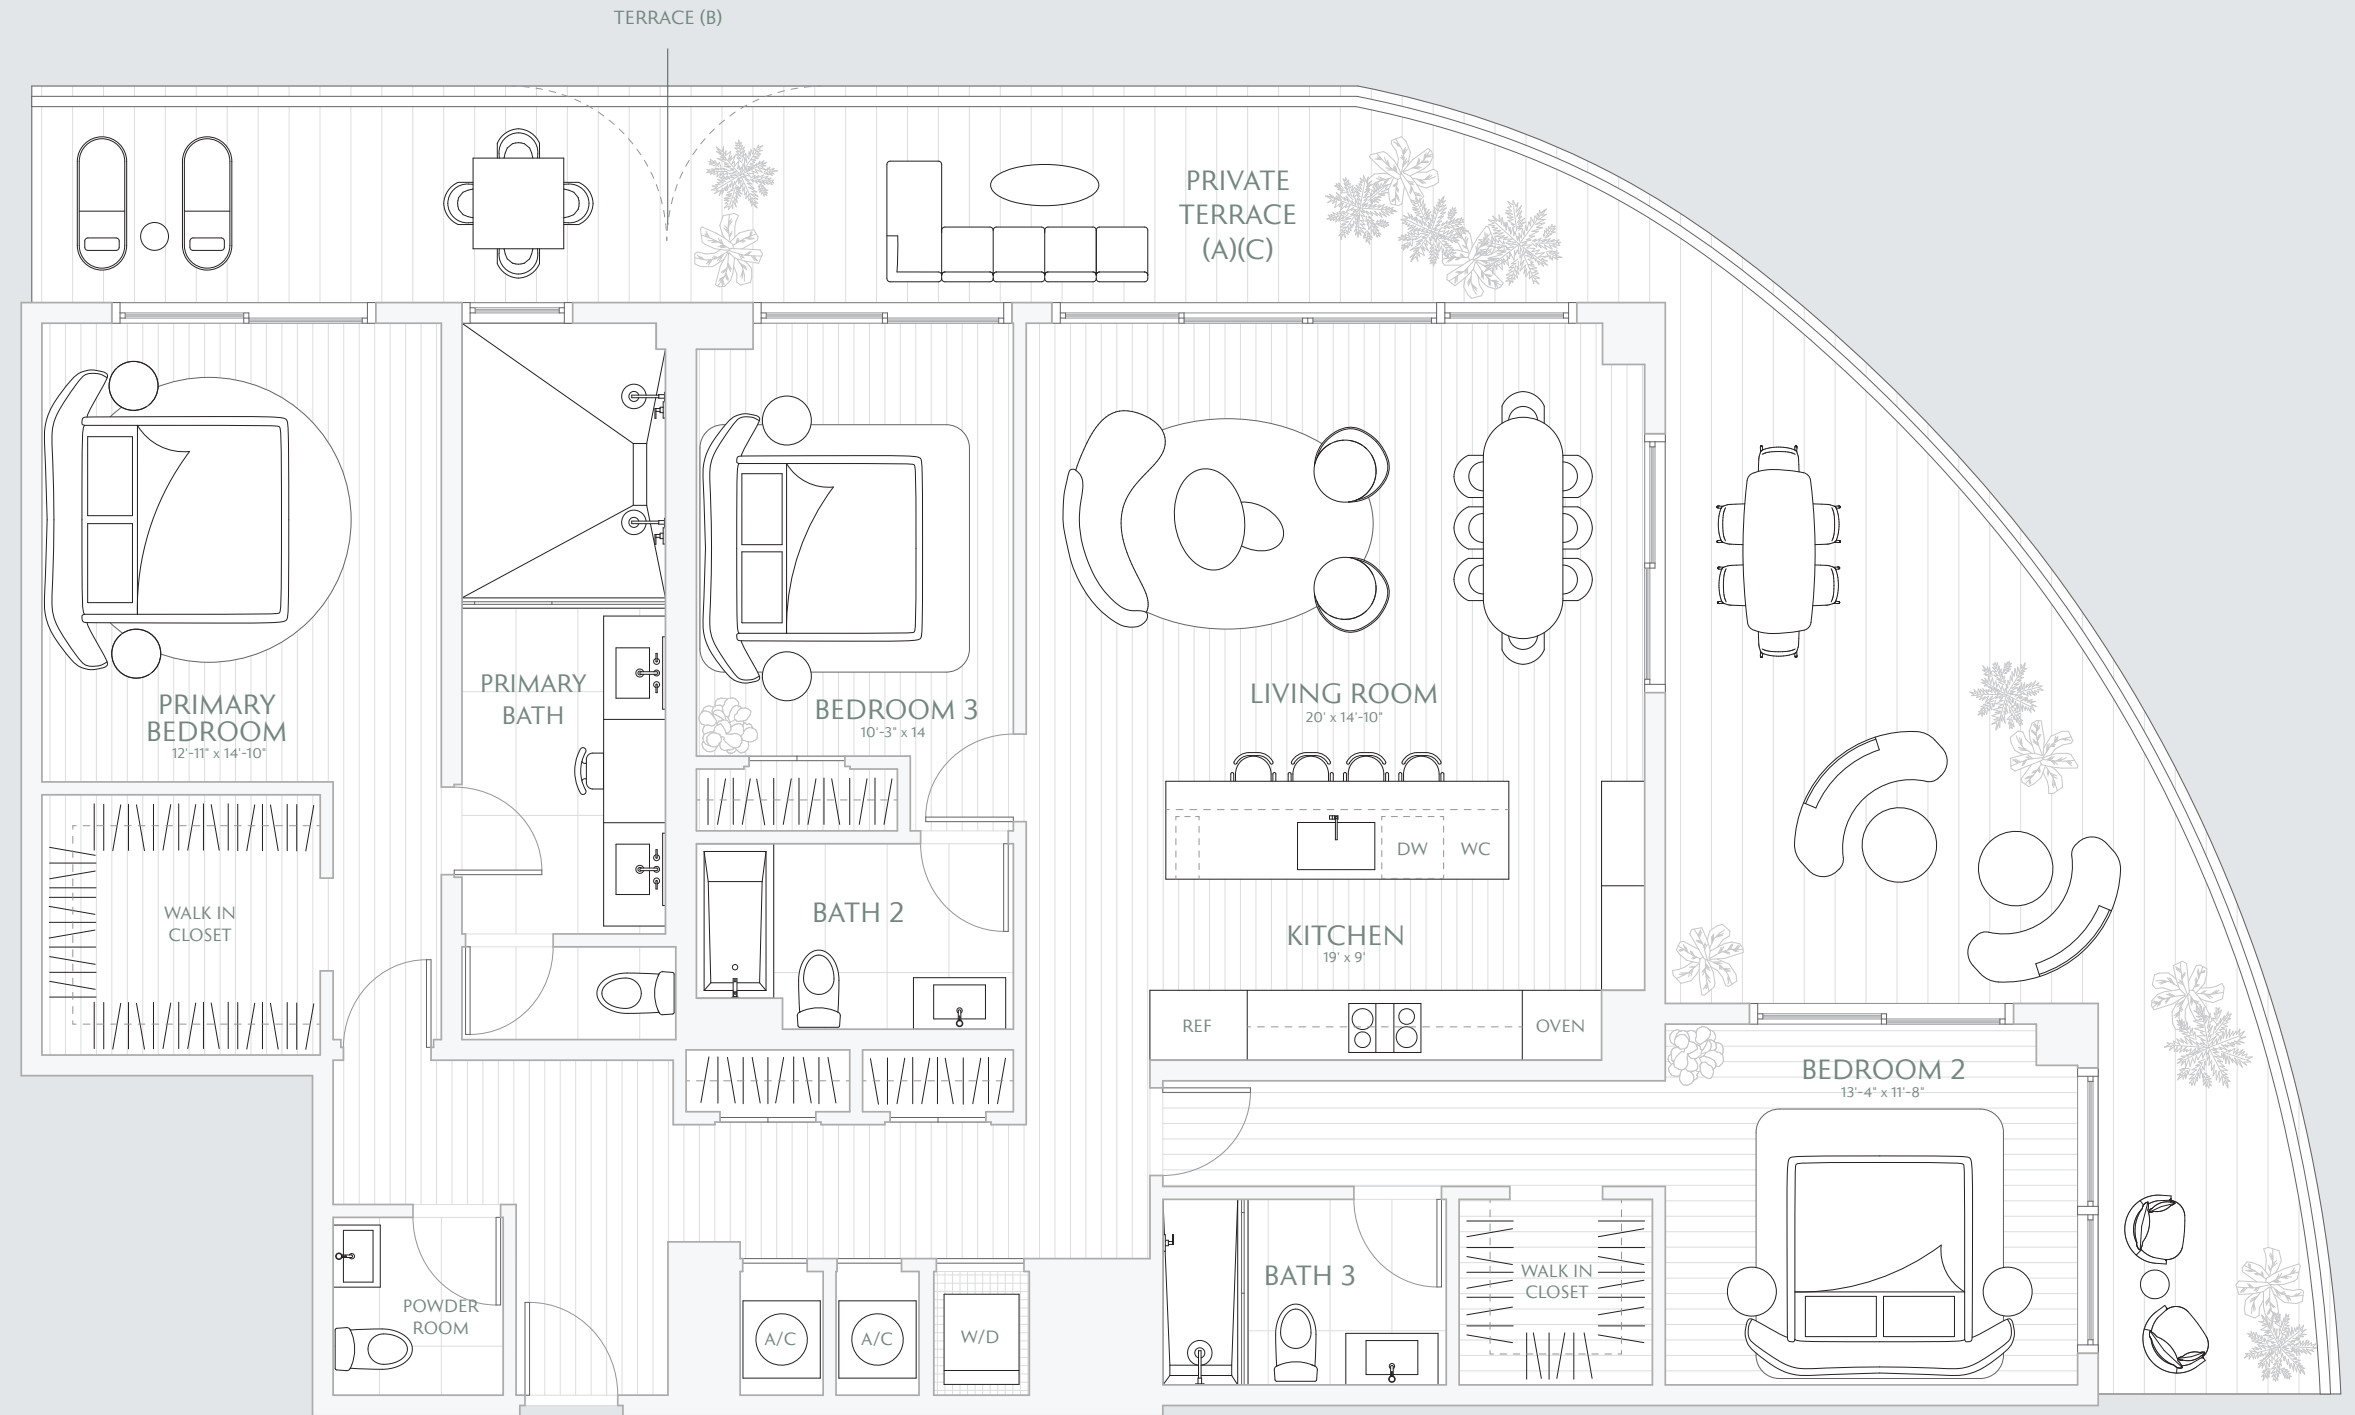 TERRACE (B)
PRIVATE
TERRACE
(A)(C)
PRIMARY
BEDROOM
12'-11" x 14'-10"
PRIMARY
BATH
BEDROOM 3
10'-3" x 14
LIVING ROOM
20' x 14'-10"
DW
WC
WALK IN
CLOSET
BATH 2
KITCHEN
19' x 9'
REF
OVEN
BEDROOM 2
13'-4" x 11'-8"
POWDER
ROOM
A/C
A/C
W/D
BATH 3
WALK IN
CLOSET